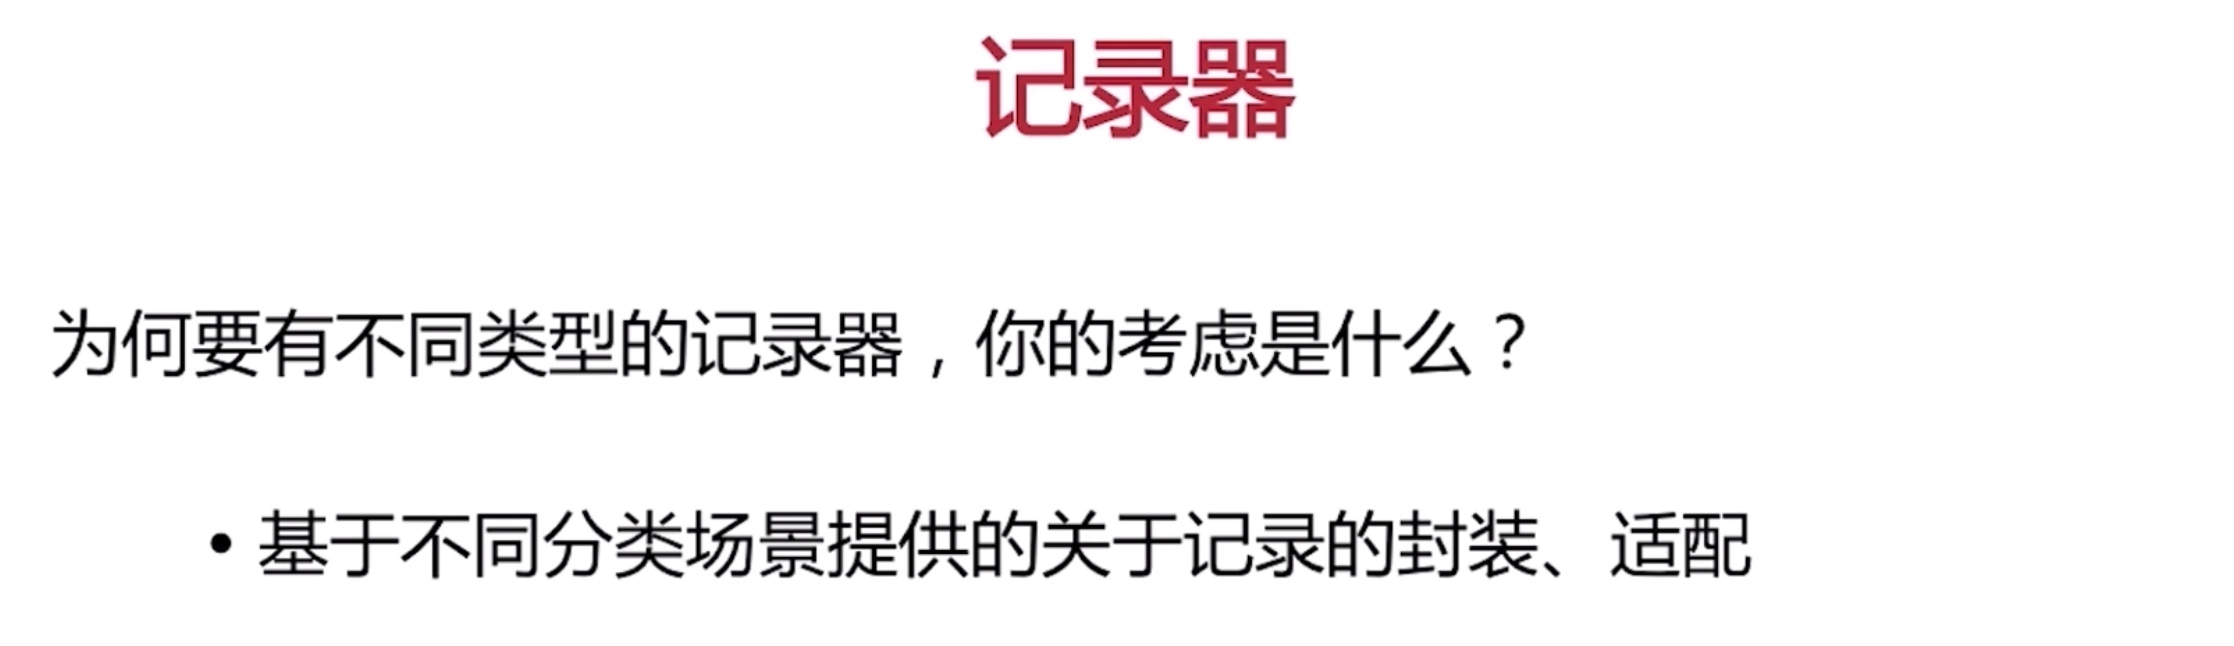 记录器
为何要有不同类型的记录器，你的考虑是什么？
• 基于不同分类场景提供的关于记录的封装、适配